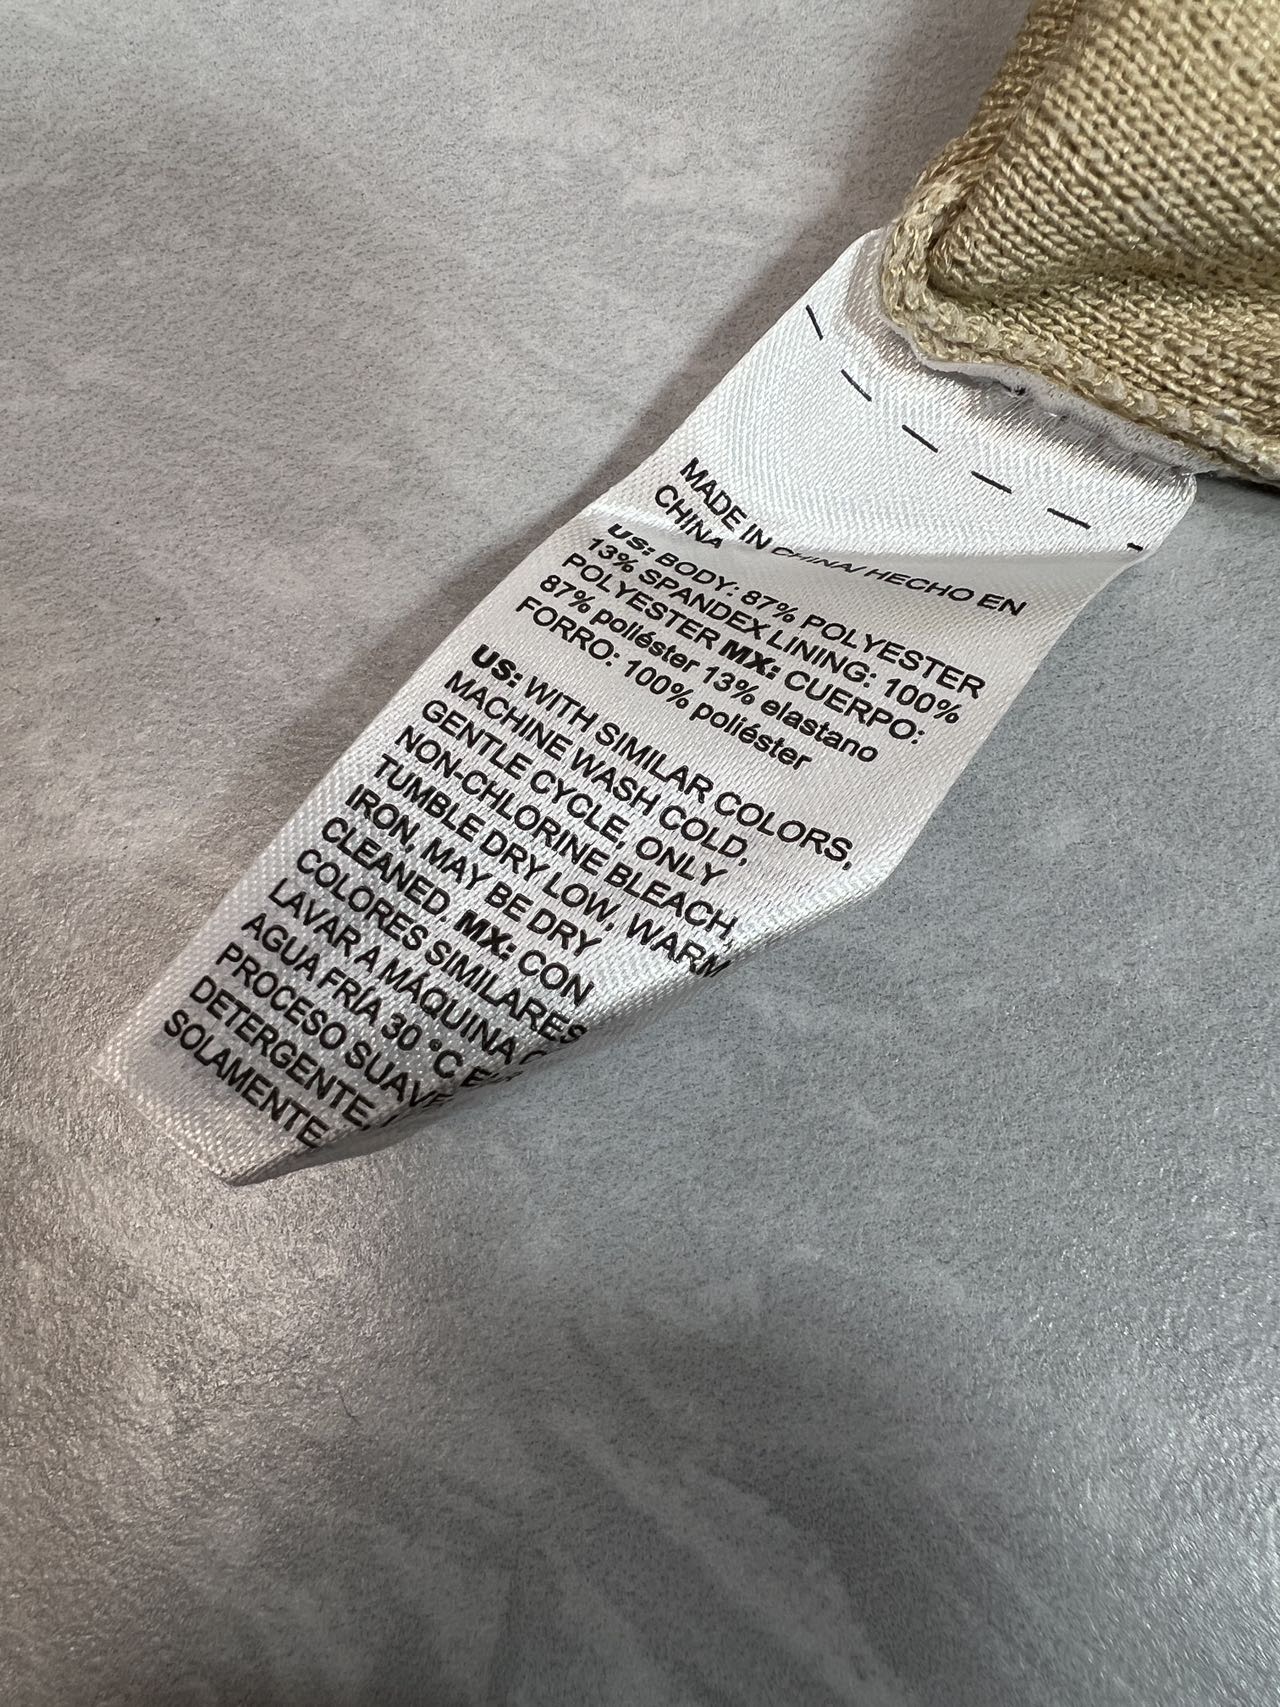 MADE IN CHINA/ HECHO EN
CHINA
US: BODY: 87% POLYESTER
13% SPANDEX LINING: 100%
POLYESTER MX: CUERPO:
87% poliéster 13% elastano
FORRO: 100% poliéster
US: WITH SIMILAR COLORS,
MACHINE WASH COLD,
GENTLE CYCLE, ONLY
NON-CHLORINE BLEACH,
TUMBLE DRY LOW, WARM
IRON, MAY BE DRY
CLEANED. MX: CON
COLORES SIMILARES
LAVAR A MÁQUINA
AGUA FRIA 30 °C
PROCESO SUAVE
DETERGENTE,
SOLAMENTE